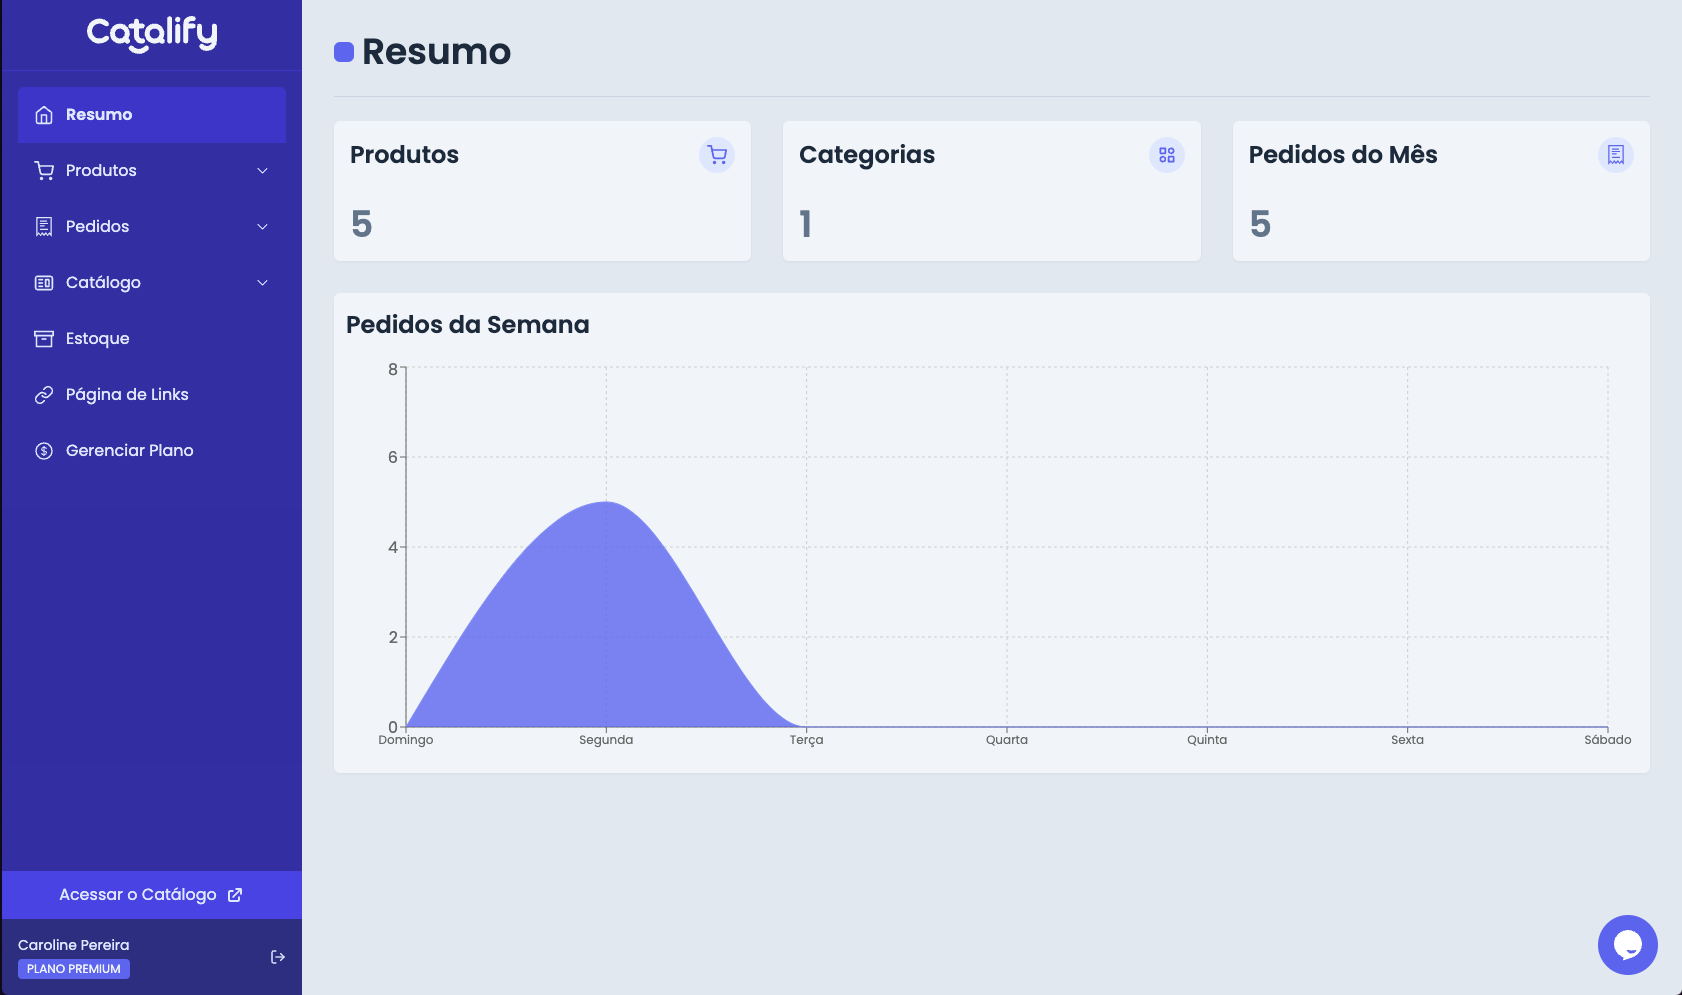 Catalify
Resumo
Produtos
Pedidos
Catálogo
Estoque
Página de Links
Gerenciar Plano
Acessar o Catálogo
Caroline Pereira
PLANO PREMIUM
Resumo
Produtos
5
Categorias
1
Pedidos do Mês
5
Pedidos da Semana
8
6
4
2
0
Domingo Segunda Terça Quarta Quinta Sexta Sábado